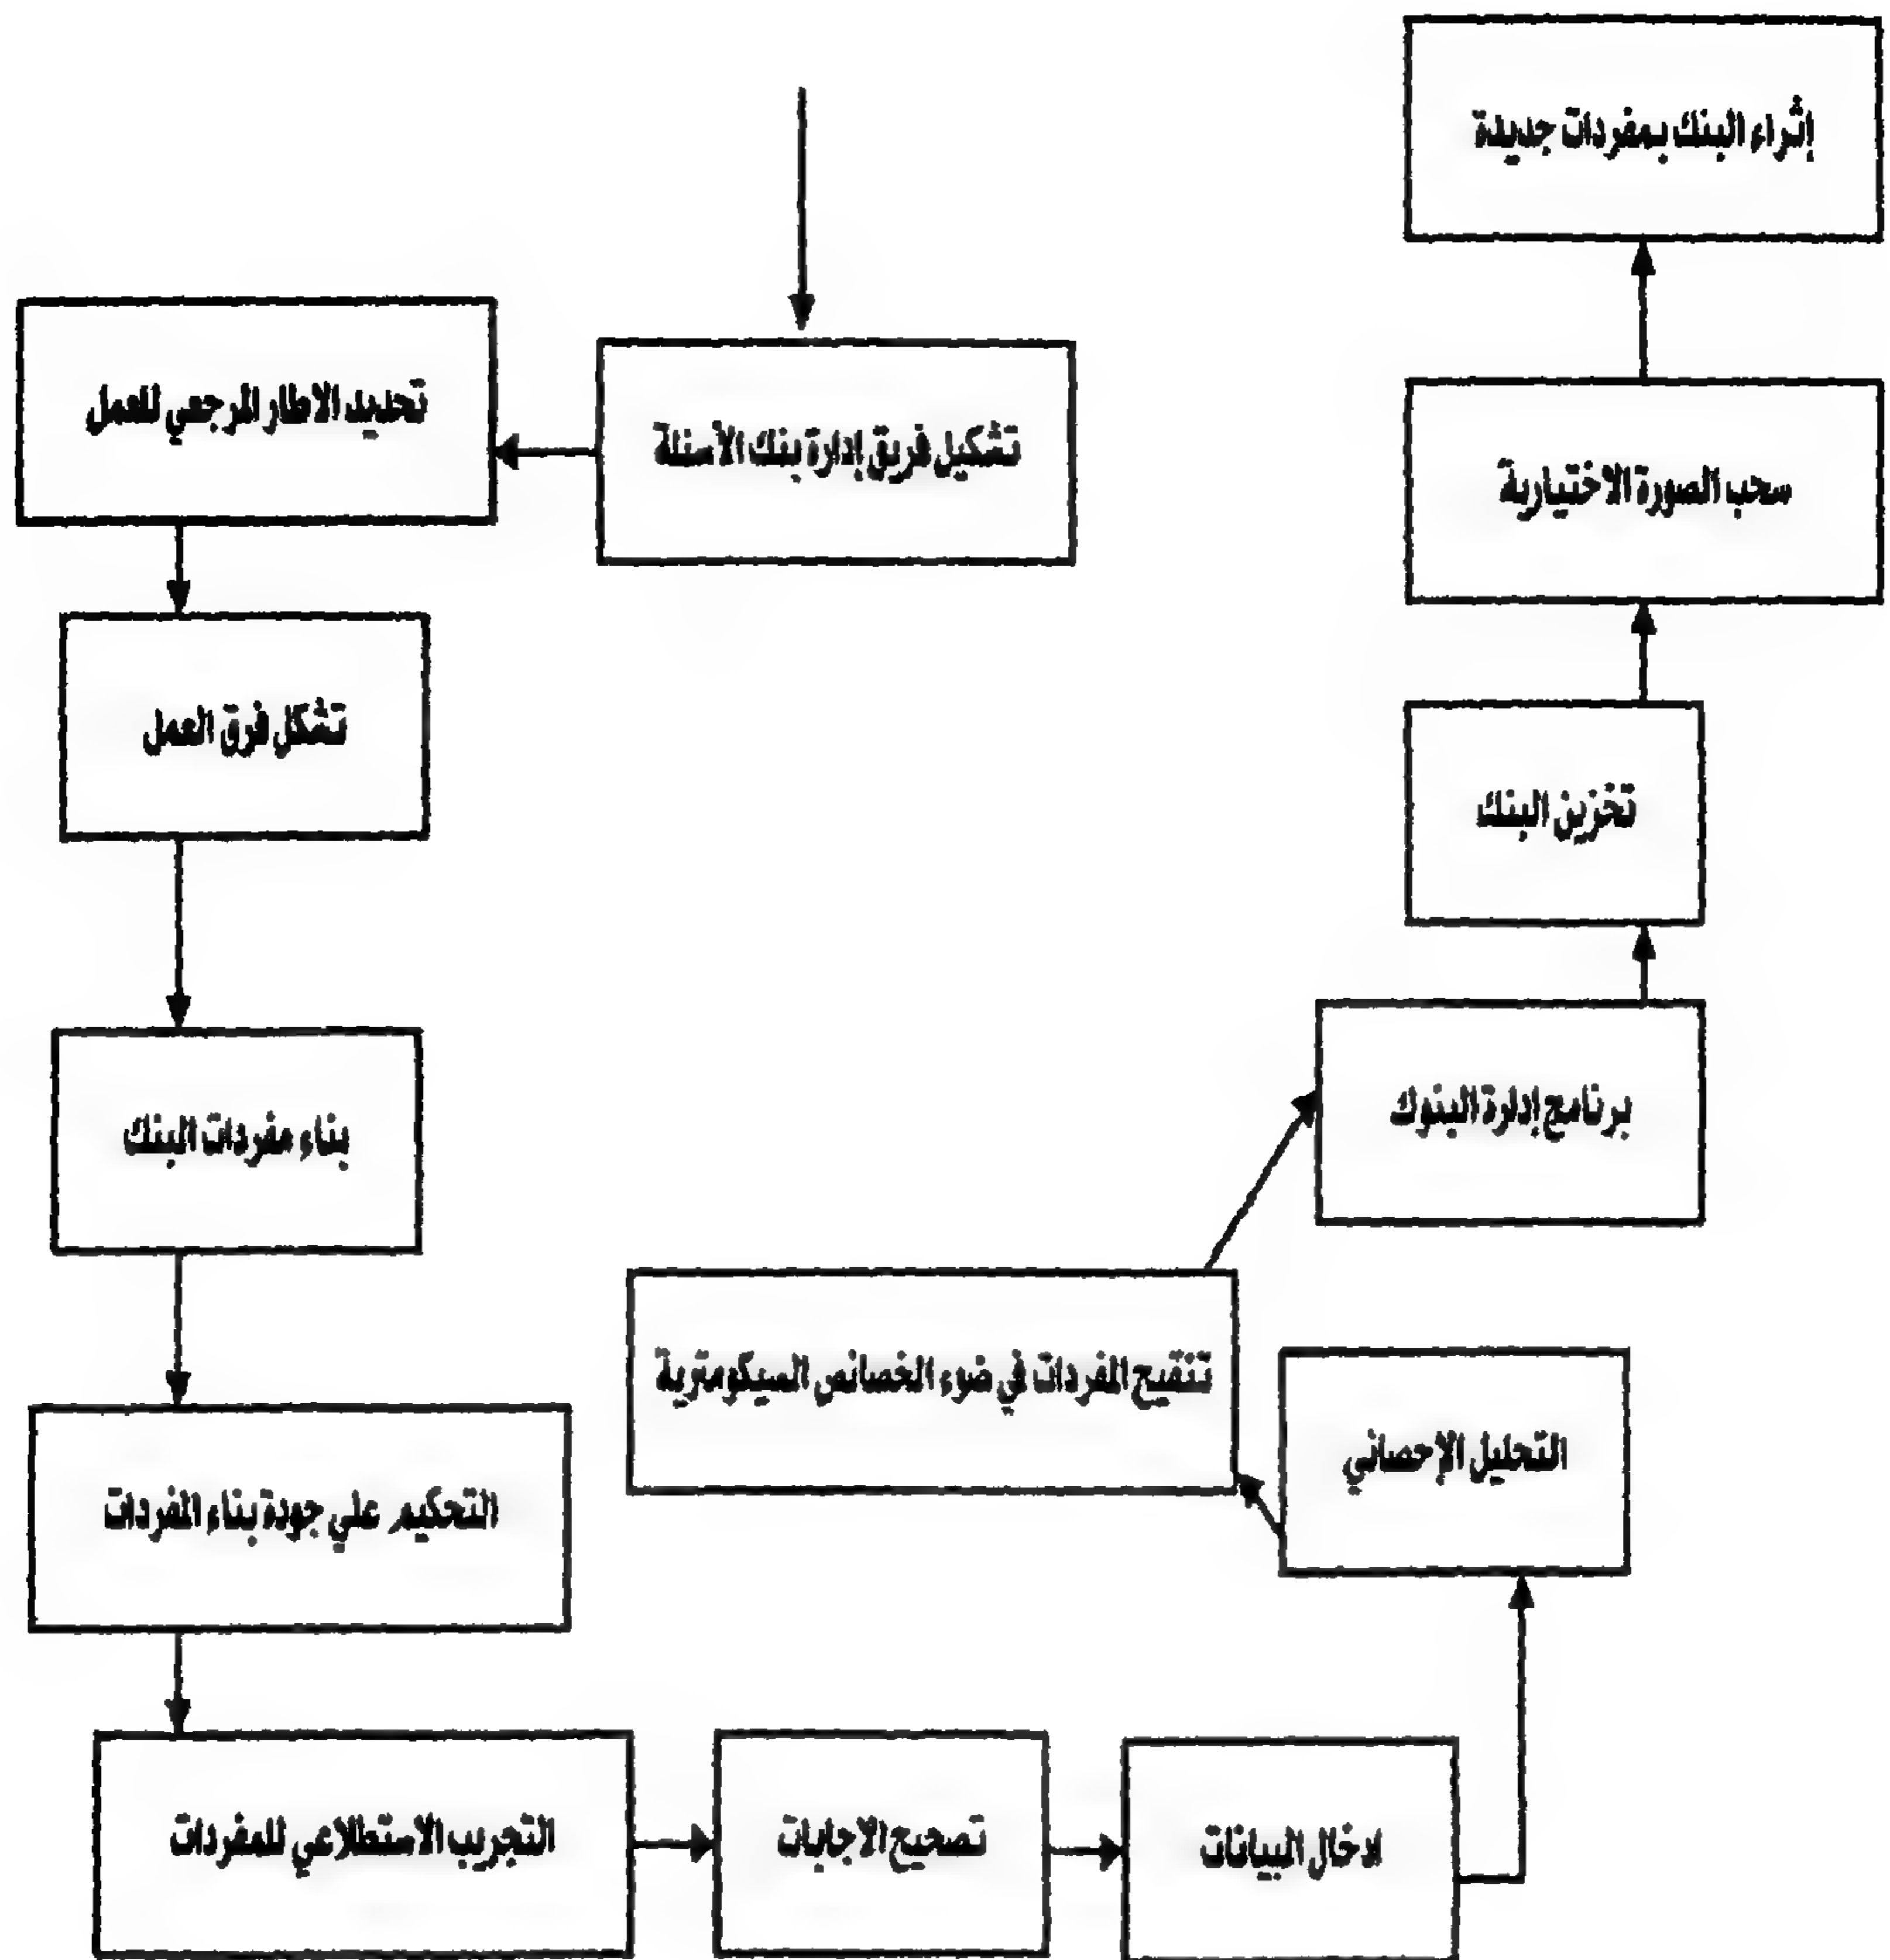 تشكيل فريق إدارة بنك الأسئلة
تحديد الاطار المرجعي للعمل
تشكل فرق العمل
بناء مفردات البنك
التحكيم علي جودة بناء المفردات
التجريب الاستطلاعي للمفردات
تصحيح الاجابات
ادخال البيانات
التحليل الإحصائي
تنقيح المفردات في ضوء الخصائص السيكومترية
برنامج إدارة البنوك
تخزين البنك
سحب الصورة الاختيارية
إثراء البنك بمفردات جديدة